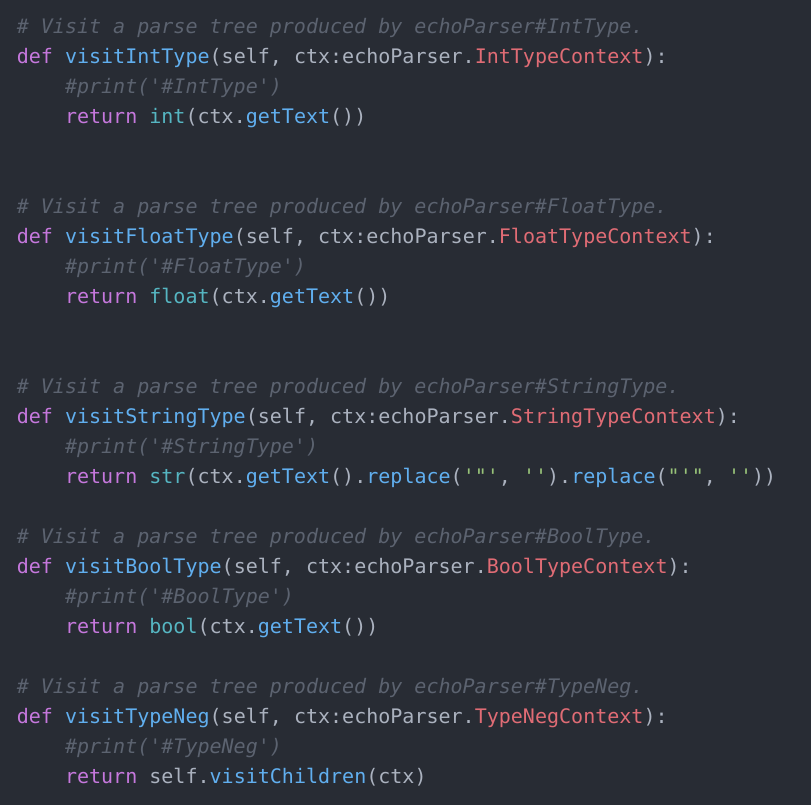 # Visit a parse tree produced by echoParser#IntType.
def visitIntType(self, ctx:echoParser.IntTypeContext):
    #print('#IntType')
    return int(ctx.getText())
# Visit a parse tree produced by echoParser#FloatType.
def visitFloatType(self, ctx:echoParser.FloatTypeContext):
    #print('#FloatType')
    return float(ctx.getText())
# Visit a parse tree produced by echoParser#StringType.
def visitStringType(self, ctx:echoParser.StringTypeContext):
    #print('#StringType')
    return str(ctx.getText().replace('"', '').replace("'", ''))
# Visit a parse tree produced by echoParser#BoolType.
def visitBoolType(self, ctx:echoParser.BoolTypeContext):
    #print('#BoolType')
    return bool(ctx.getText())
# Visit a parse tree produced by echoParser#TypeNeg.
def visitTypeNeg(self, ctx:echoParser.TypeNegContext):
    #print('#TypeNeg')
    return self.visitChildren(ctx)